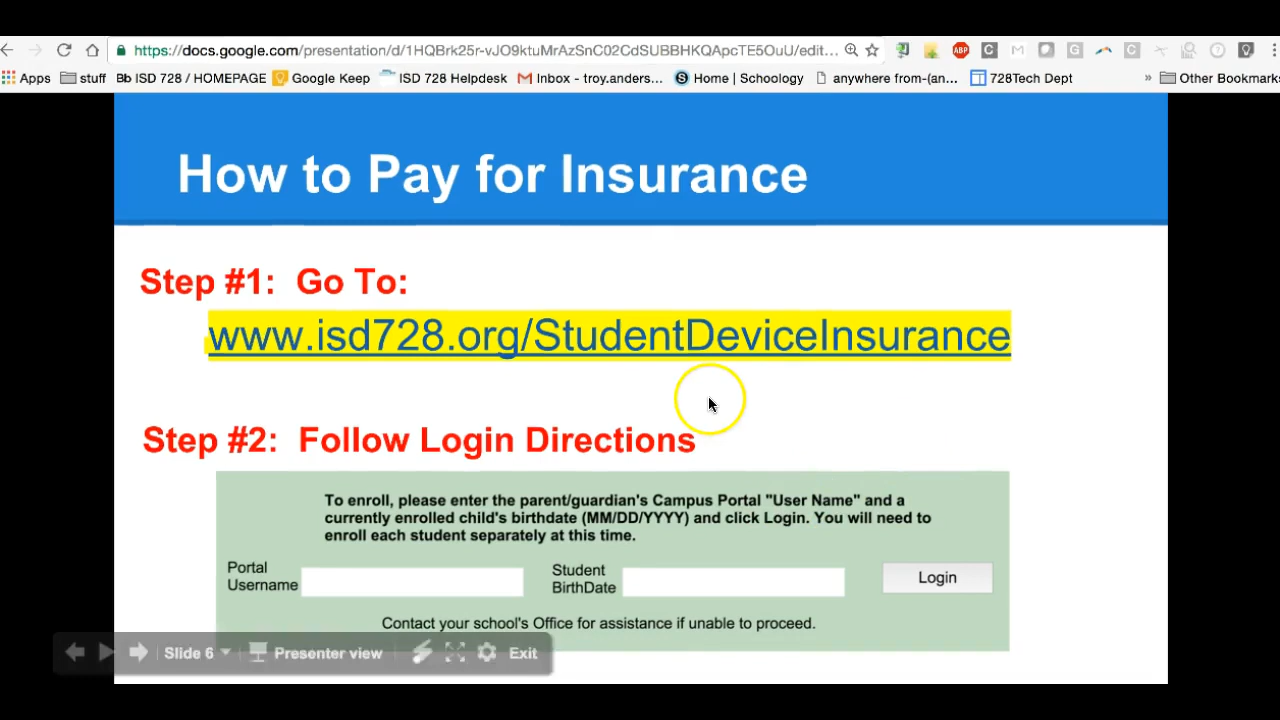 https://docs.google.com/presentation/d/1HQBrk25r-vJO9ktuMrAzSnC02CdSUBBHKQApcTE5OuU/edit...
Apps stuff Bb ISD 728 / HOMEPAGE Google Keep ISD 728 Helpdesk Inbox - troy.anders... Home | Schoology anywhere from-(an... 728Tech Dept » Other Bookmarks
How to Pay for Insurance
Step #1: Go To:
www.isd728.org/StudentDeviceInsurance
Step #2: Follow Login Directions
To enroll, please enter the parent/guardian's Campus Portal "User Name" and a
currently enrolled child's birthdate (MM/DD/YYYY) and click Login. You will need to
enroll each student separately at this time.
Portal
Username
Student
BirthDate
Login
Contact your school's Office for assistance if unable to proceed.
Slide 6 Presenter view Exit